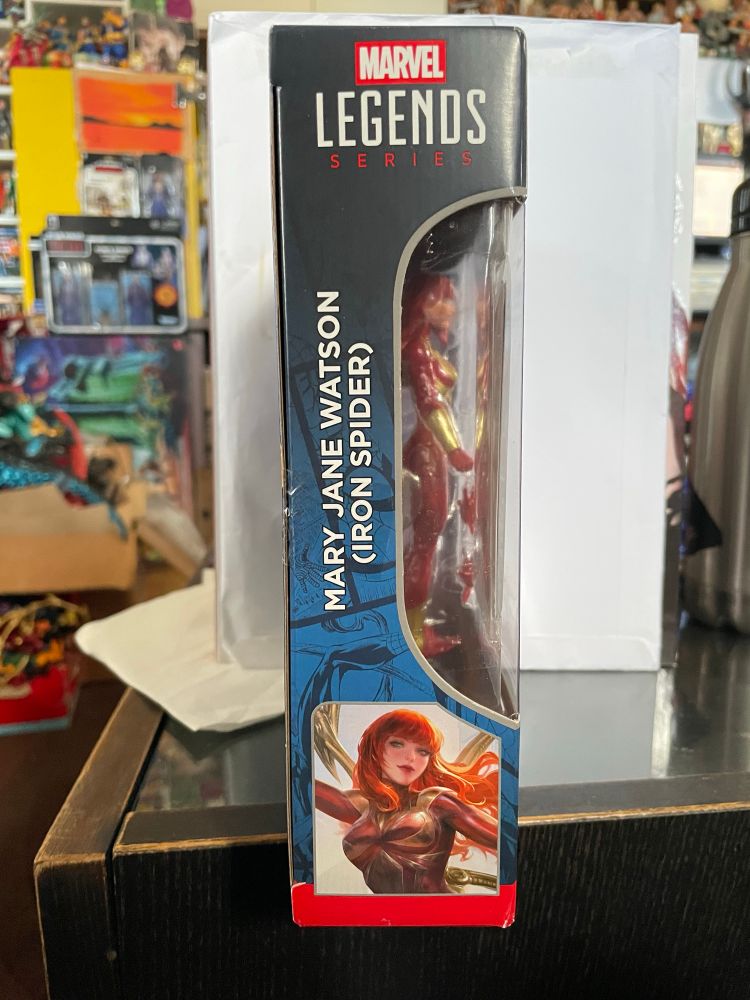 MARVEL
LEGENDS
SERIES
MARY JANE WATSON
(IRON SPIDER)